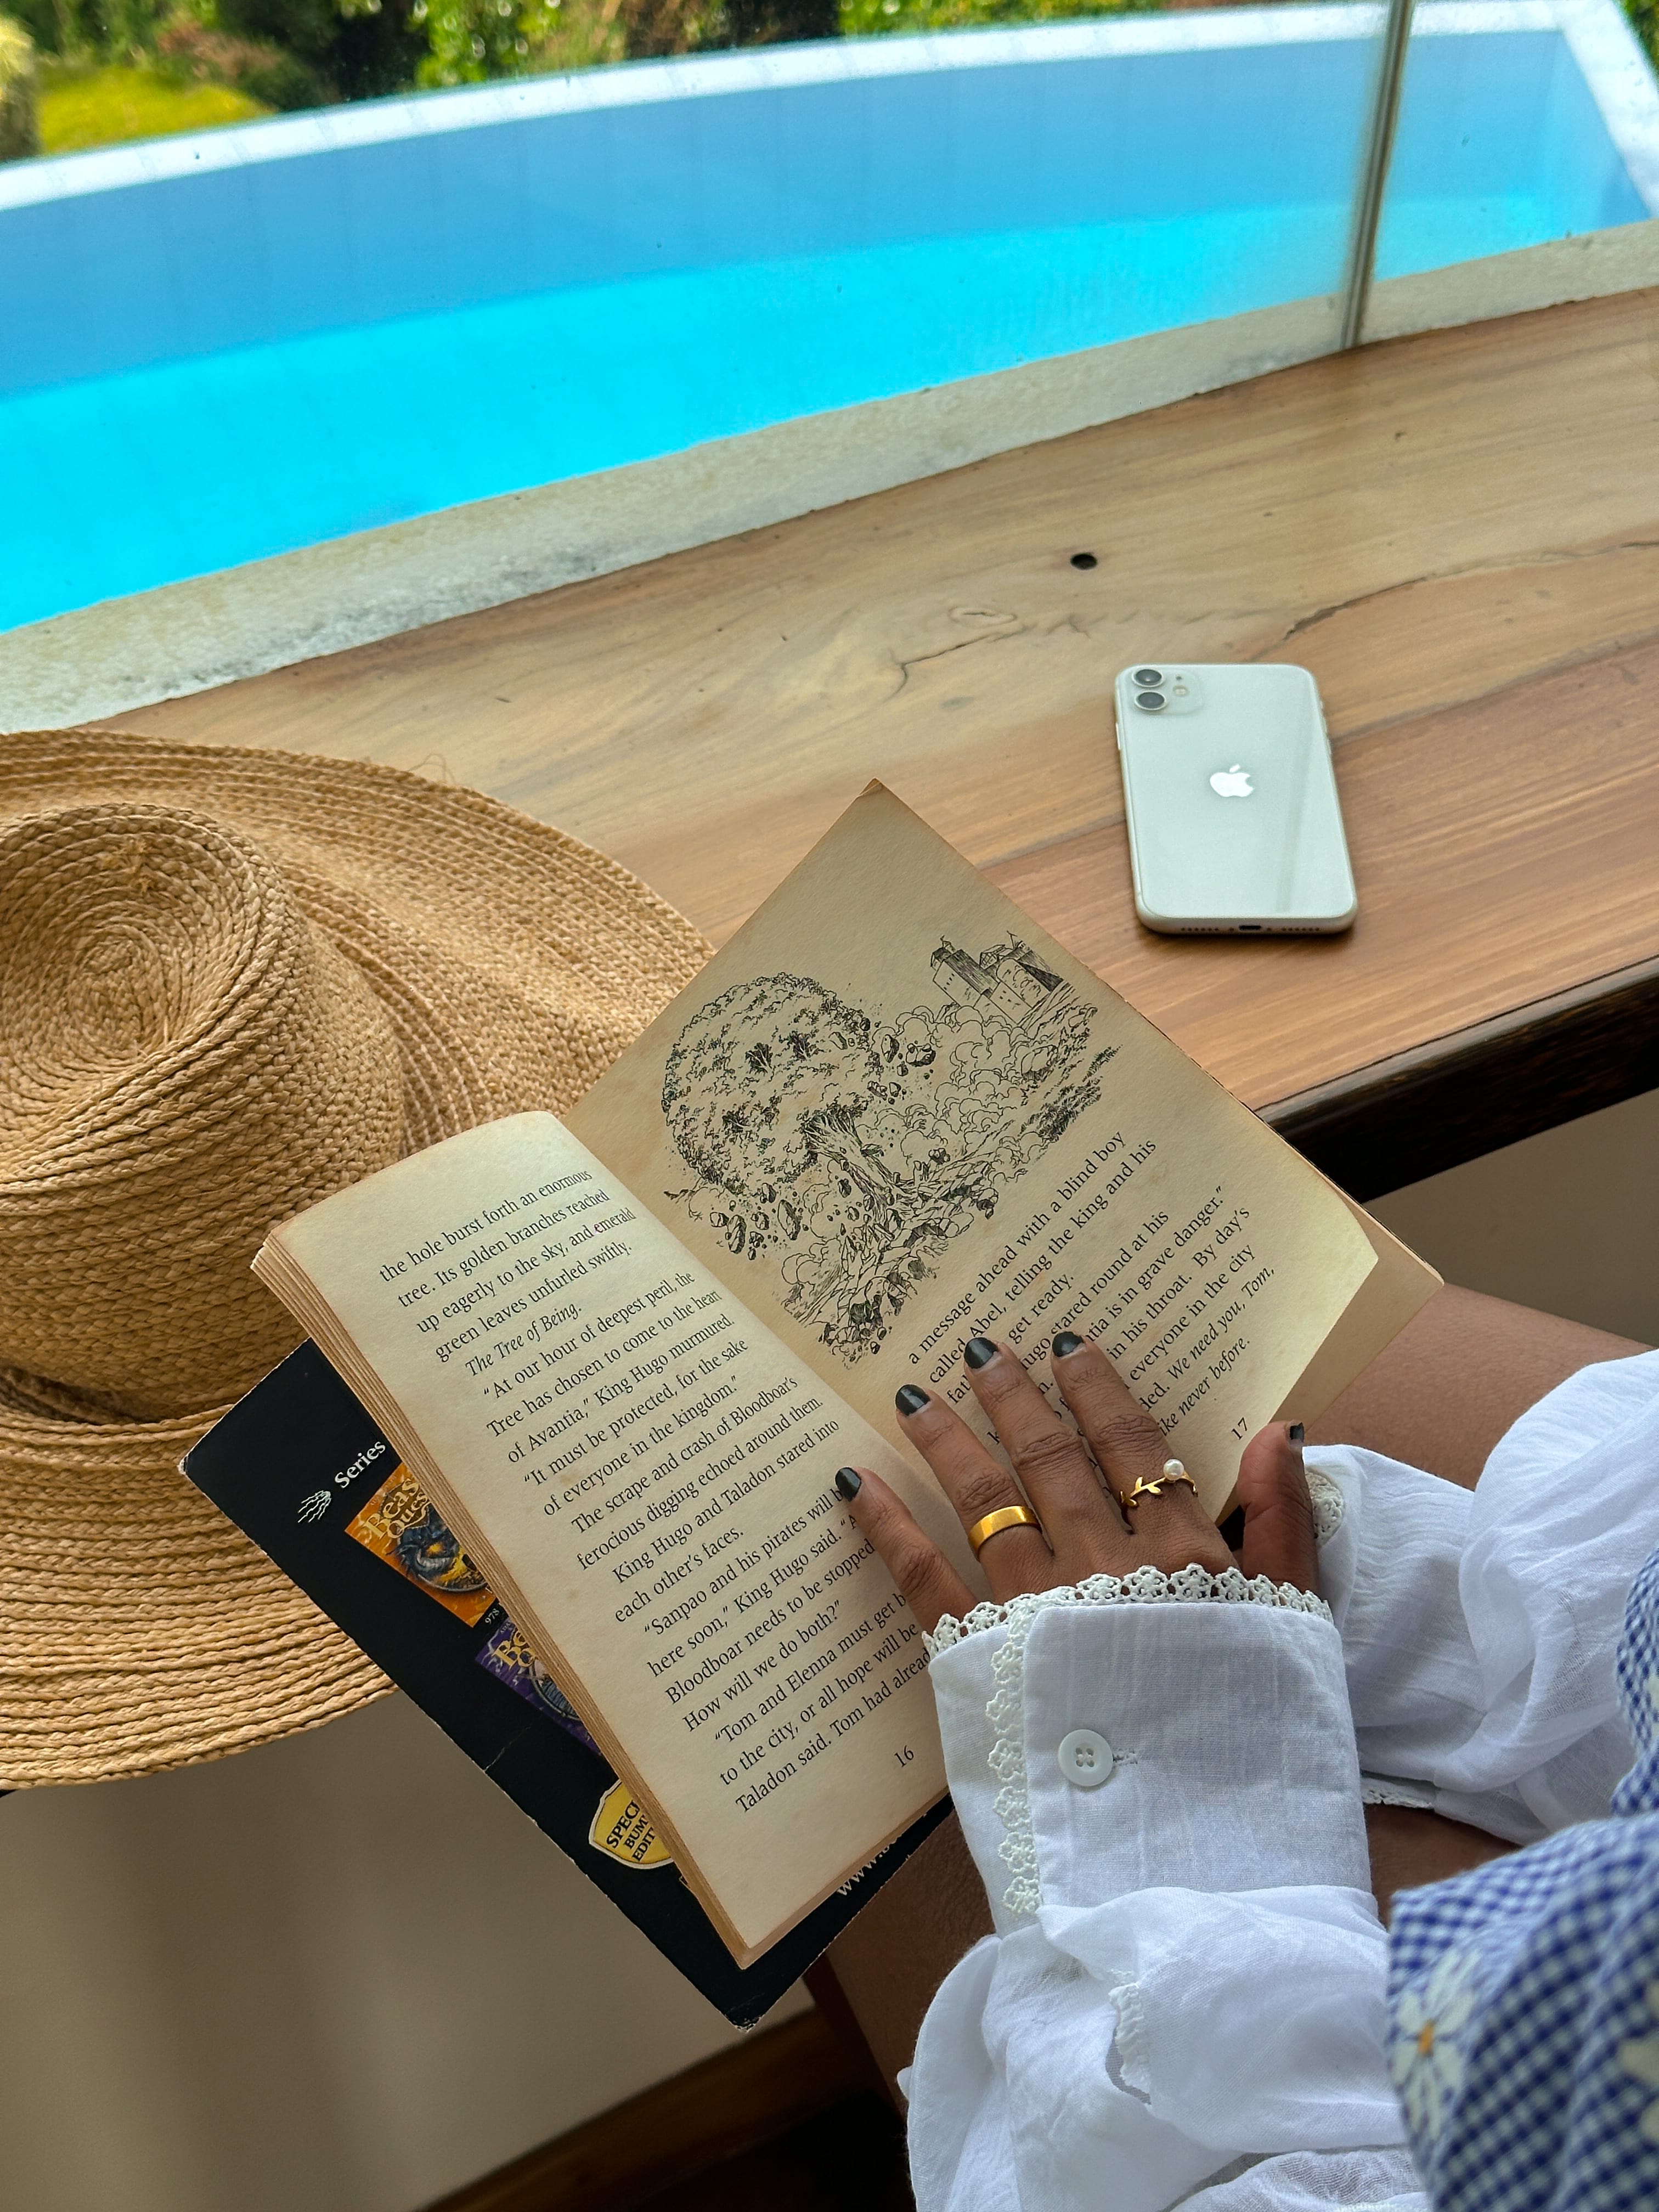 the hole burst forth an enormous
tree. Its golden branches reached
up eagerly to the sky, and emerald
green leaves unfurled swiftly.
The Tree of Being.
“At our hour of deepest peril, the
Tree has chosen to come to the heart
of Avantia,” King Hugo murmured.
“It must be protected, for the sake
of everyone in the kingdom.”
The scrape and crash of Bloodboar’s
ferocious digging echoed around them.
King Hugo and Taladon stared into
each other’s faces.
“Sanpao and his pirates will
here soon,” King Hugo said.
Bloodboar needs to be stopped
How will we do both?”
“Tom and Elenna must get
to the city, or all hope will be
Taladon said. Tom had
16
a message ahead with a blind boy
called Abel, telling the king and his
get ready.
stared round at his
is in grave danger.”
in his throat. By day’s
everyone in the city
We need you, Tom,
never before.
17
Series
Beast
Quest
978